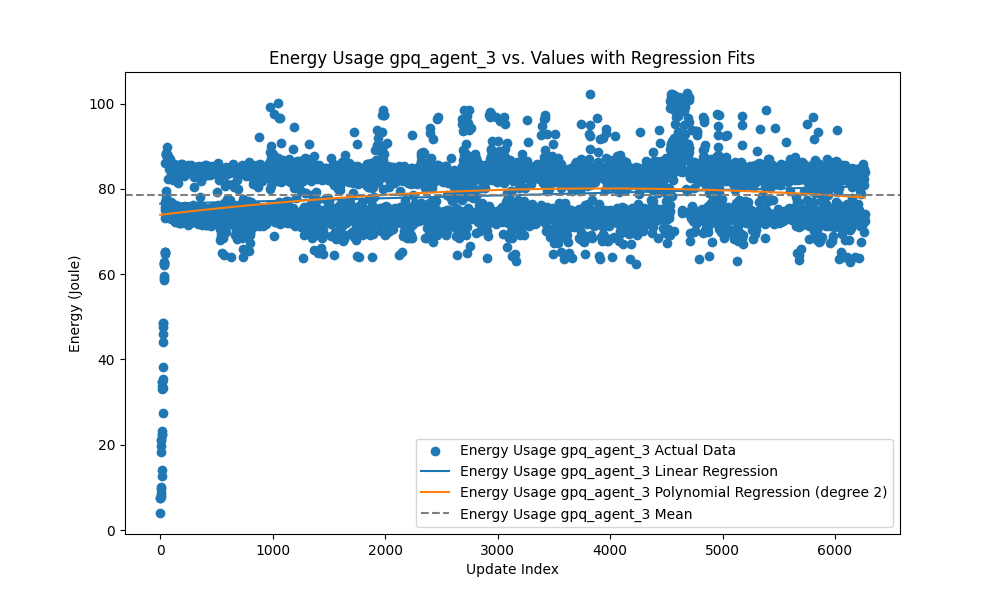 Energy Usage gpq_agent_3 vs. Values with Regression Fits
100
80
60
40
20
0
Energy (Joule)
0 1000 2000 3000 4000 5000 6000
Update Index
Energy Usage gpq_agent_3 Actual Data
Energy Usage gpq_agent_3 Linear Regression
Energy Usage gpq_agent_3 Polynomial Regression (degree 2)
Energy Usage gpq_agent_3 Mean